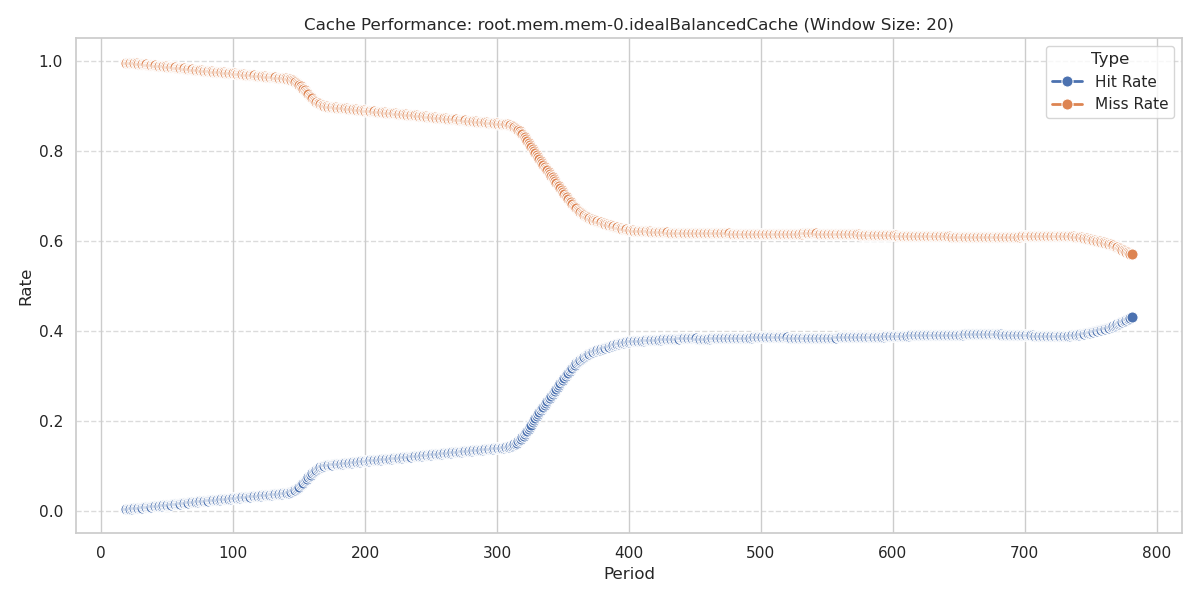 Cache Performance: root.mem.mem-0.idealBalancedCache (Window Size: 20)
Type
Hit Rate
Miss Rate
Rate
1.0
0.8
0.6
0.4
0.2
0.0
0 100 200 300 400 500 600 700 800
Period